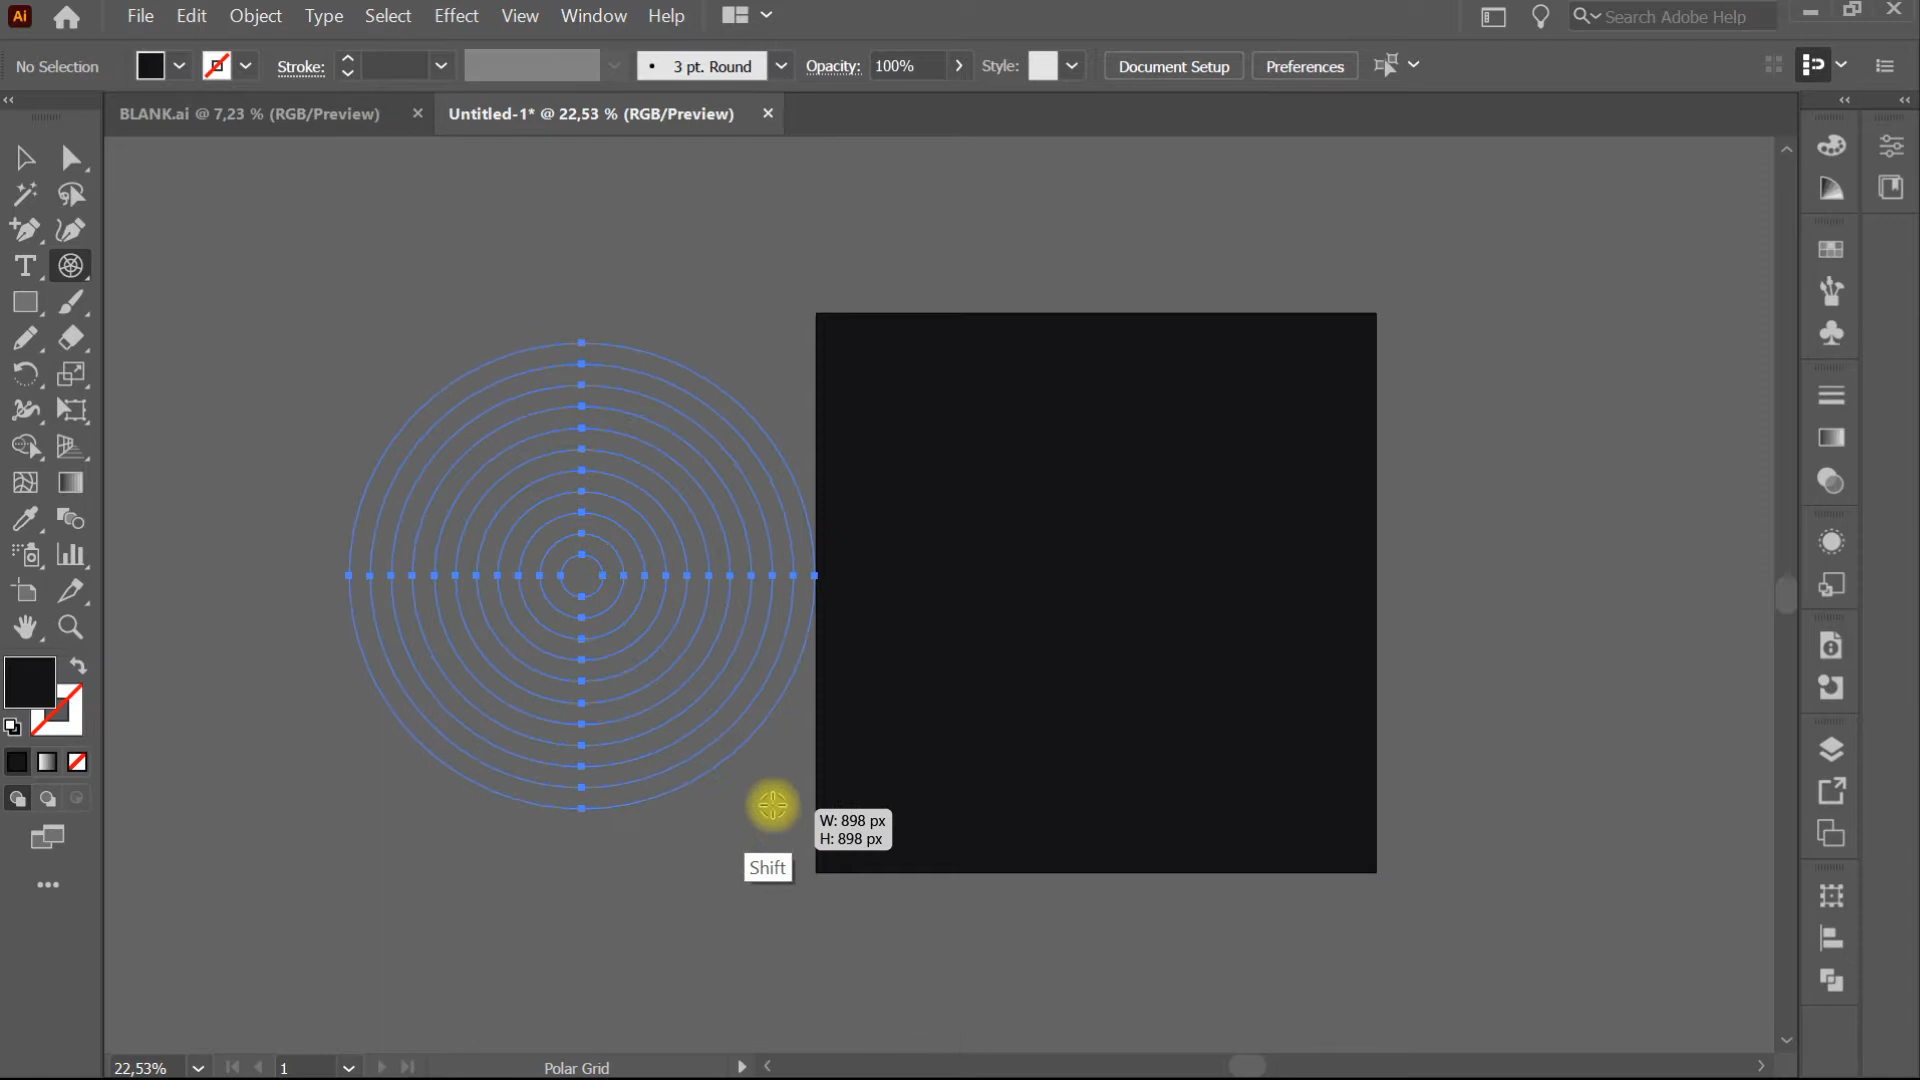 Ai File Edit Object Type Select Effect View Window Help Search Adobe Help
No Selection Stroke: 3 pt. Round Opacity: 100% Style: Document Setup Preferences
BLANK.ai @ 7,23 % (RGB/Preview) Untitled-1* @ 22,53 % (RGB/Preview)
W: 898 px
H: 898 px
Shift
22,53% 1 Polar Grid